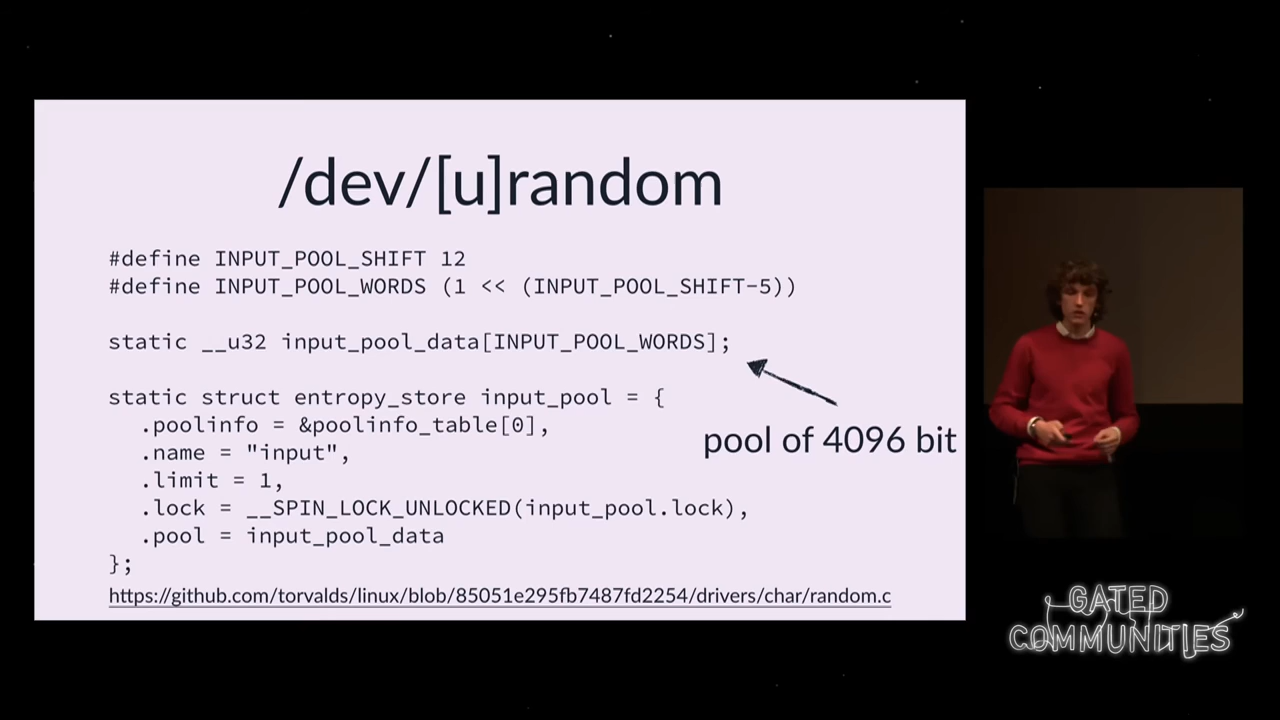 /dev/[u]random
#define INPUT_POOL_SHIFT 12
#define INPUT_POOL_WORDS (1 << (INPUT_POOL_SHIFT-5))
static __u32 input_pool_data[INPUT_POOL_WORDS];
static struct entropy_store input_pool = {
.poolinfo = &poolinfo_table[0],
pool of 4096 bit
.name = "input",
.limit = 1,
.lock = __SPIN_LOCK_UNLOCKED(input_pool.lock),
.pool = input_pool_data
};
https://github.com/torvalds/linux/blob/85051e295fb7487fd2254/drivers/char/random.c
GATED
COMMUNITIES